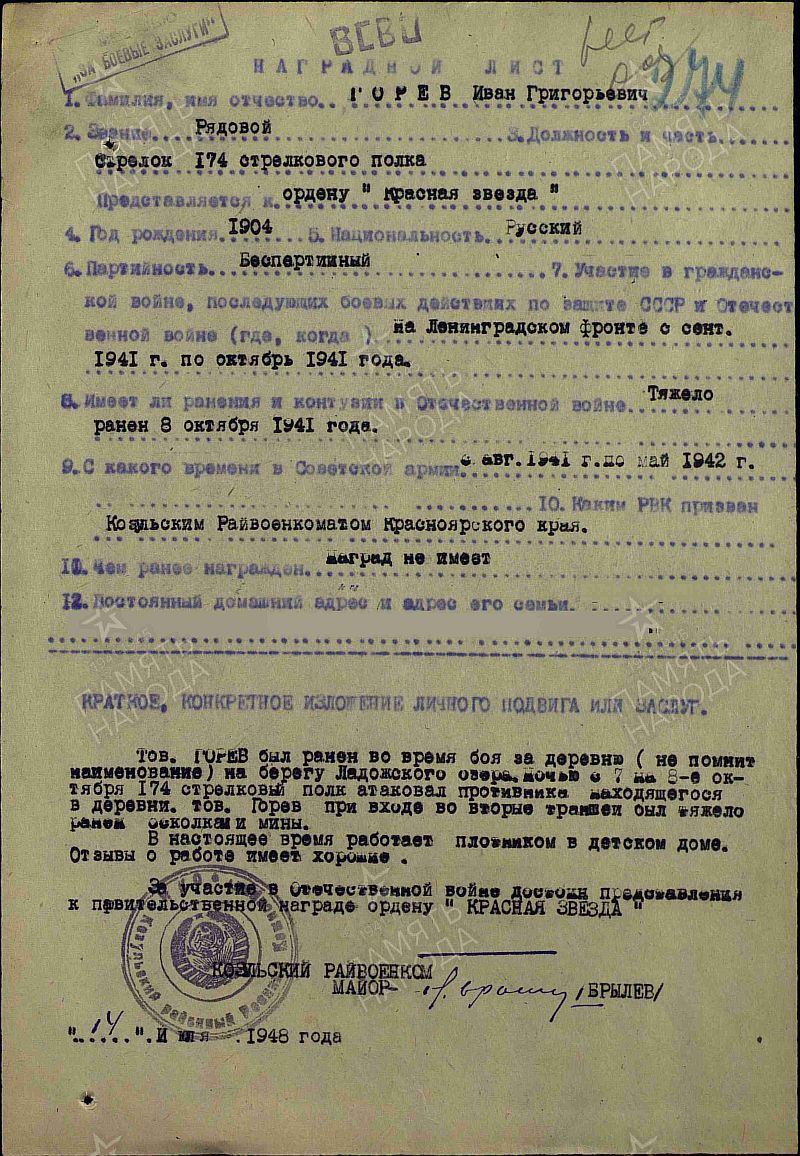 МЕДАЛЬЮ
„ЗА БОЕВЫЕ ЗАСЛУГИ“
ВСВО
274
НАГРАДНОЙ ЛИСТ
1. Фамилия, имя отчество.. ГОРЕВ Иван Григорьевич
2. Звание... Рядовой 3. Должность и часть...
Стрелок 174 стрелкового полка
Представляется к. ордену " Красная звезда "
4. Год рождения. 1904 5. Национальность.. Русский
6. Партийность.. Беспартииный 7. Участие в гражданс-
кой войне, последующих боевых действиях по защите СССР и Отечест
венной войне (где, когда ) на Ленинградском фронте с сент.
1941 г. по октябрь 1941 года.
8. Имеет ли ранения и контузии в Отечественной войне. Тяжело
ранен 8 октября 1941 года.
9. С какого времени в Советской армии с авг. 1941 г. по май 1942 г.
10. Каким РВК призван
Козульским Райвоенкоматом Красноярского края.
11. Чем ранее награжден.. наград не имеет
12. Постоянный домашний адрес и адрес его семьи.
КРАТКОЕ, КОНКРЕТНОЕ ИЗЛОЖЕНИЕ ЛИЧНОГО ПОДВИГА ИЛИ ЗАСЛУГ.
Тов. ГОРЕВ был ранен во время боя за деревню ( не помнит
наименование) на берегу Ладожского озера. ночью с 7 на 8-е ок-
тября 174 стрелковый полк атаковал противника находящегося
в деревни. тов. Горев при входе во вторые траншеи был тяжело
ранен осколками мины.
В настоящее время работает плотником в детском доме.
Отзывы о работе имеет хорошие .
За участие в Отечественной войне достоин представления
к правительственной награде ордену " КРАСНАЯ ЗВЕЗДА "
КОЗУЛЬСКИЙ РАЙВОЕНКОМ
МАЙОР- /БРЫЛЕВ/
"..14..". Июля . 1948 года
Козульский районный Военный
ПАМЯТЬ НАРОДА